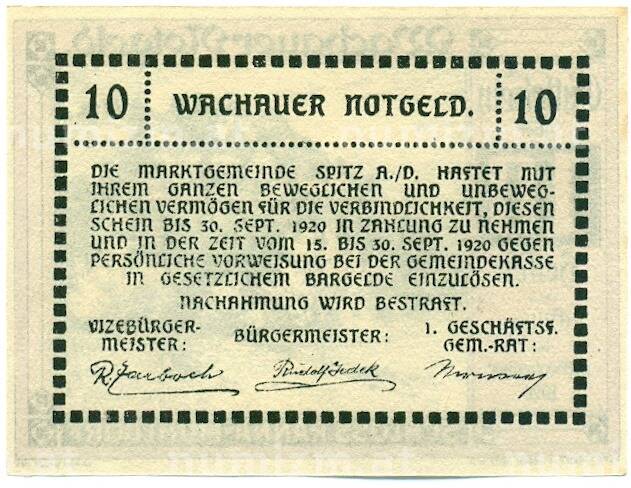 10 WACHAUER NOTGELD. 10
DIE MARKTGEMEINDE SPITZ A./D. HAFTET MIT
IHREM GANZEN BEWEGLICHEN UND UNBEWEG-
LICHEN VERMÖGEN FÜR DIE VERBINDLICHKEIT, DIESEN
SCHEIN BIS 30. SEPT. 1920 IN ZAHLUNG ZU NEHMEN
UND IN DER ZEIT VOM 15. BIS 30. SEPT. 1920 GEGEN
PERSÖNLICHE VORWEISUNG BEI DER GEMEINDEKASSE
IN GESETZLICHEM BARGELDE EINZULÖSEN.
NACHAHMUNG WIRD BESTRAFT.
VIZEBÜRGER-
MEISTER:
BÜRGERMEISTER:
1. GESCHÄFTSF.
GEM.-RAT: